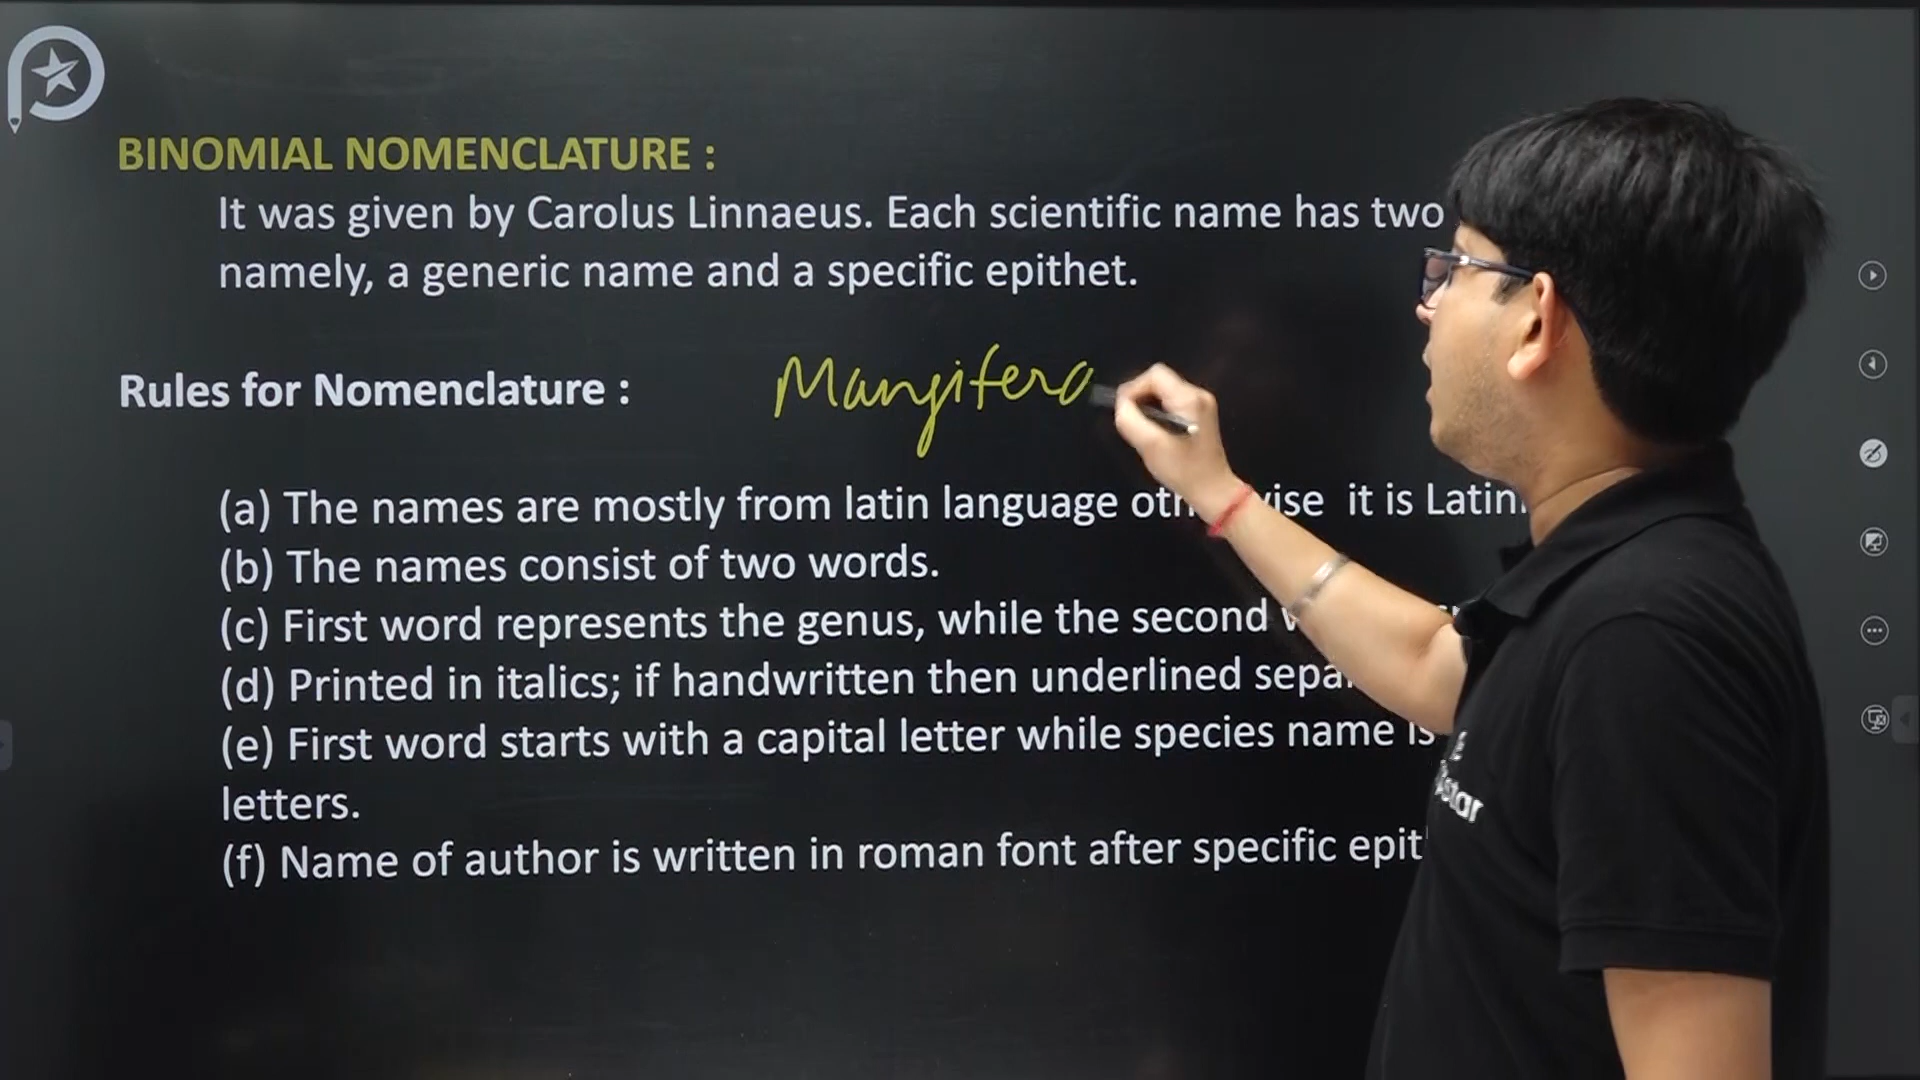 BINOMIAL NOMENCLATURE :
It was given by Carolus Linnaeus. Each scientific name has two
namely, a generic name and a specific epithet.
Mangifera
Rules for Nomenclature :
(a) The names are mostly from latin language otherwise it is Latin
(b) The names consist of two words.
(c) First word represents the genus, while the second
(d) Printed in italics; if handwritten then underlined
(e) First word starts with a capital letter while species name is
letters.
(f) Name of author is written in roman font after specific epit
star